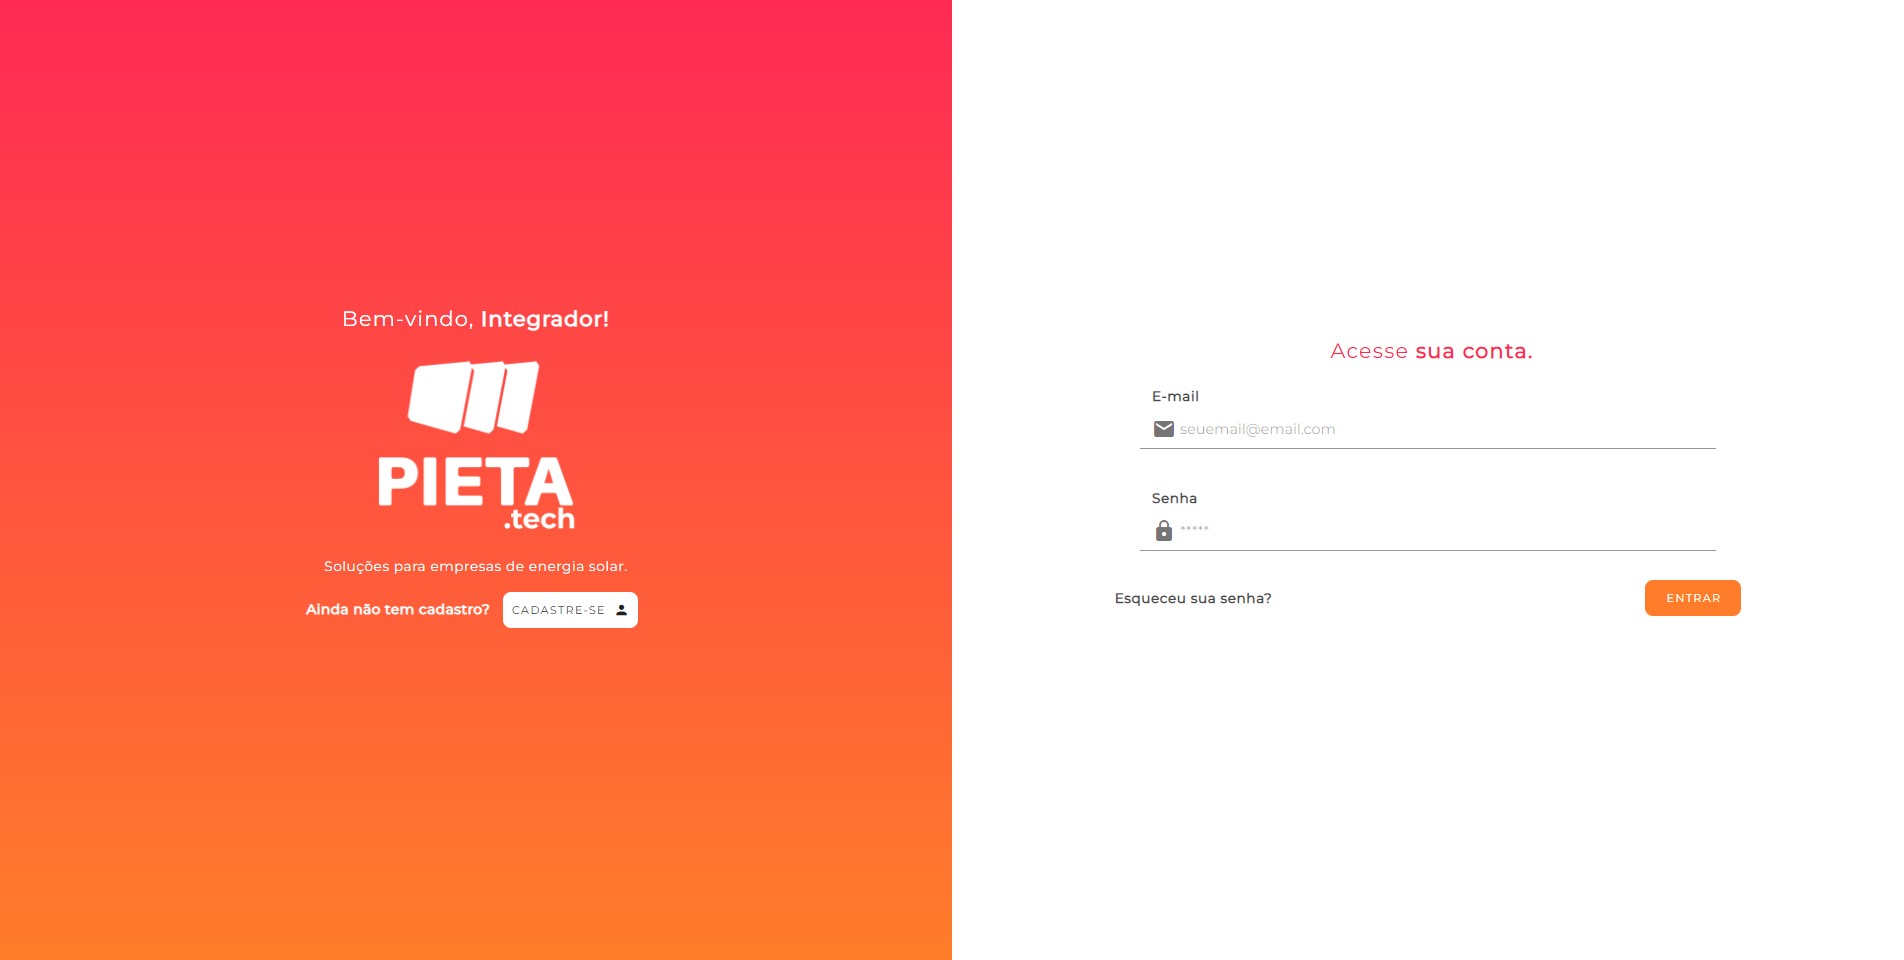 Bem-vindo, Integrador!
PIETA
.tech
Soluções para empresas de energia solar.
Ainda não tem cadastro? CADASTRE-SE
Acesse sua conta.
E-mail
seuemail@email.com
Senha
*****
Esqueceu sua senha? ENTRAR